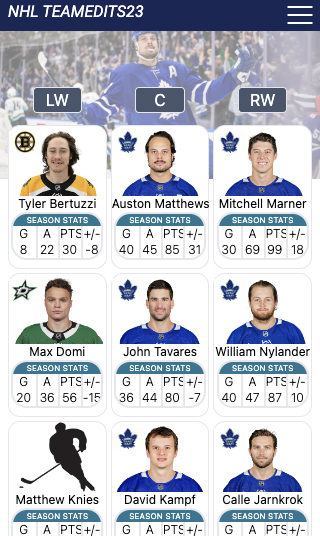 NHL TEAMEDITS23
A
LW
C
RW
Tyler Bertuzzi
Auston Matthews
Mitchell Marner
SEASON STATS
SEASON STATS
SEASON STATS
G A PTS +/-
G A PTS +/-
G A PTS +/-
8 22 30 -8
40 45 85 31
30 69 99 18
Max Domi
John Tavares
William Nylander
SEASON STATS
SEASON STATS
SEASON STATS
G A PTS +/-
G A PTS +/-
G A PTS +/-
20 36 56 -15
36 44 80 -7
40 47 87 10
Matthew Knies
David Kampf
Calle Jarnkrok
SEASON STATS
SEASON STATS
SEASON STATS
G A PTS +/-
G A PTS +/-
G A PTS +/-